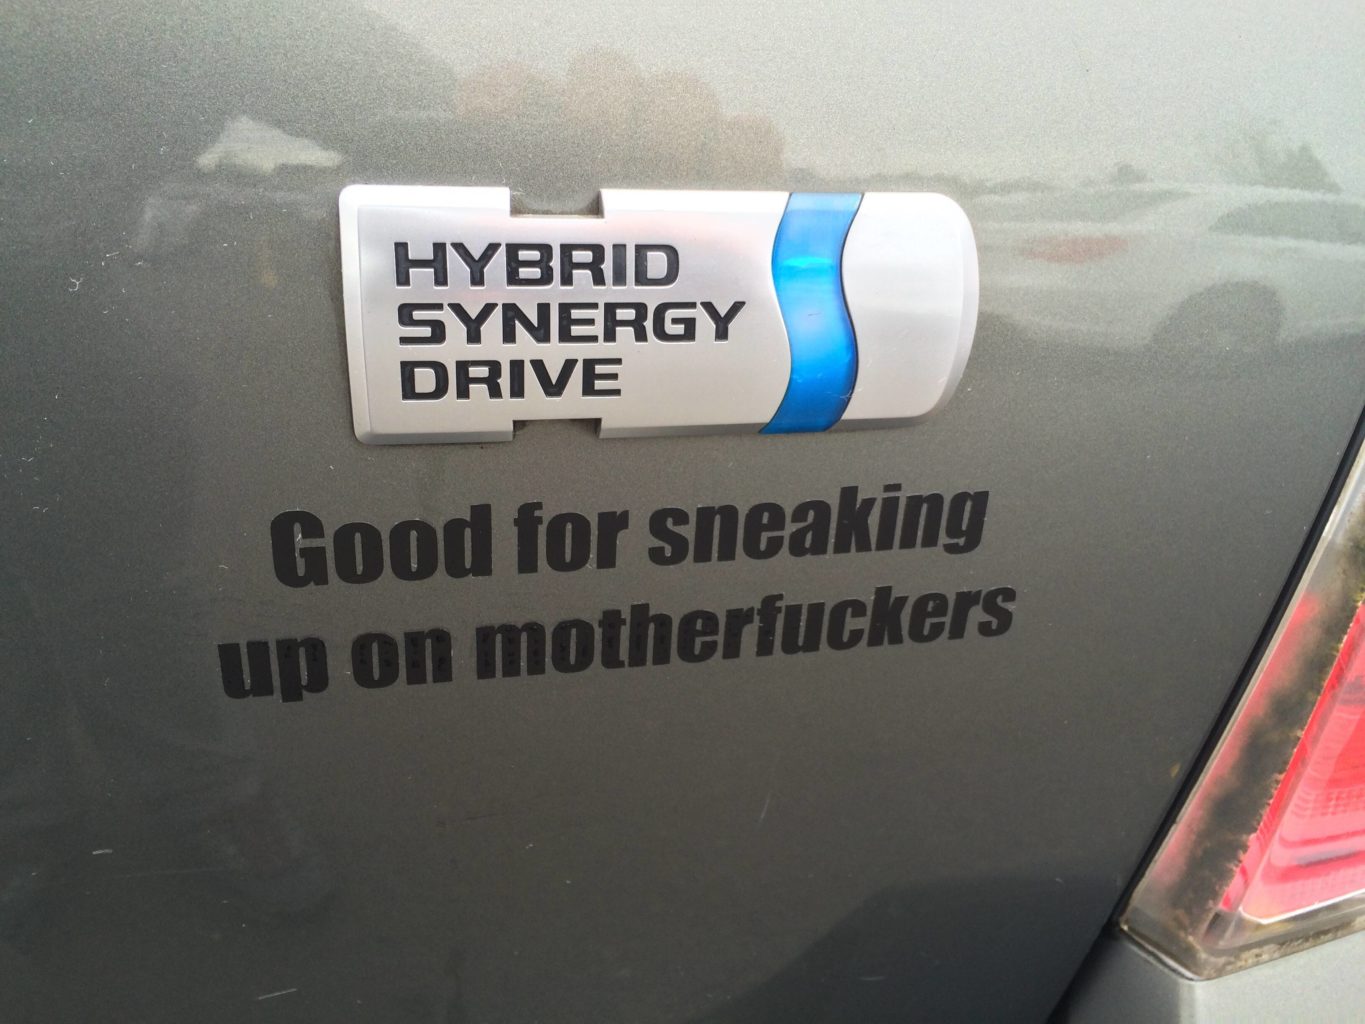 HYBRID
SYNERGY
DRIVE
Good for sneaking
up on motherfuckers